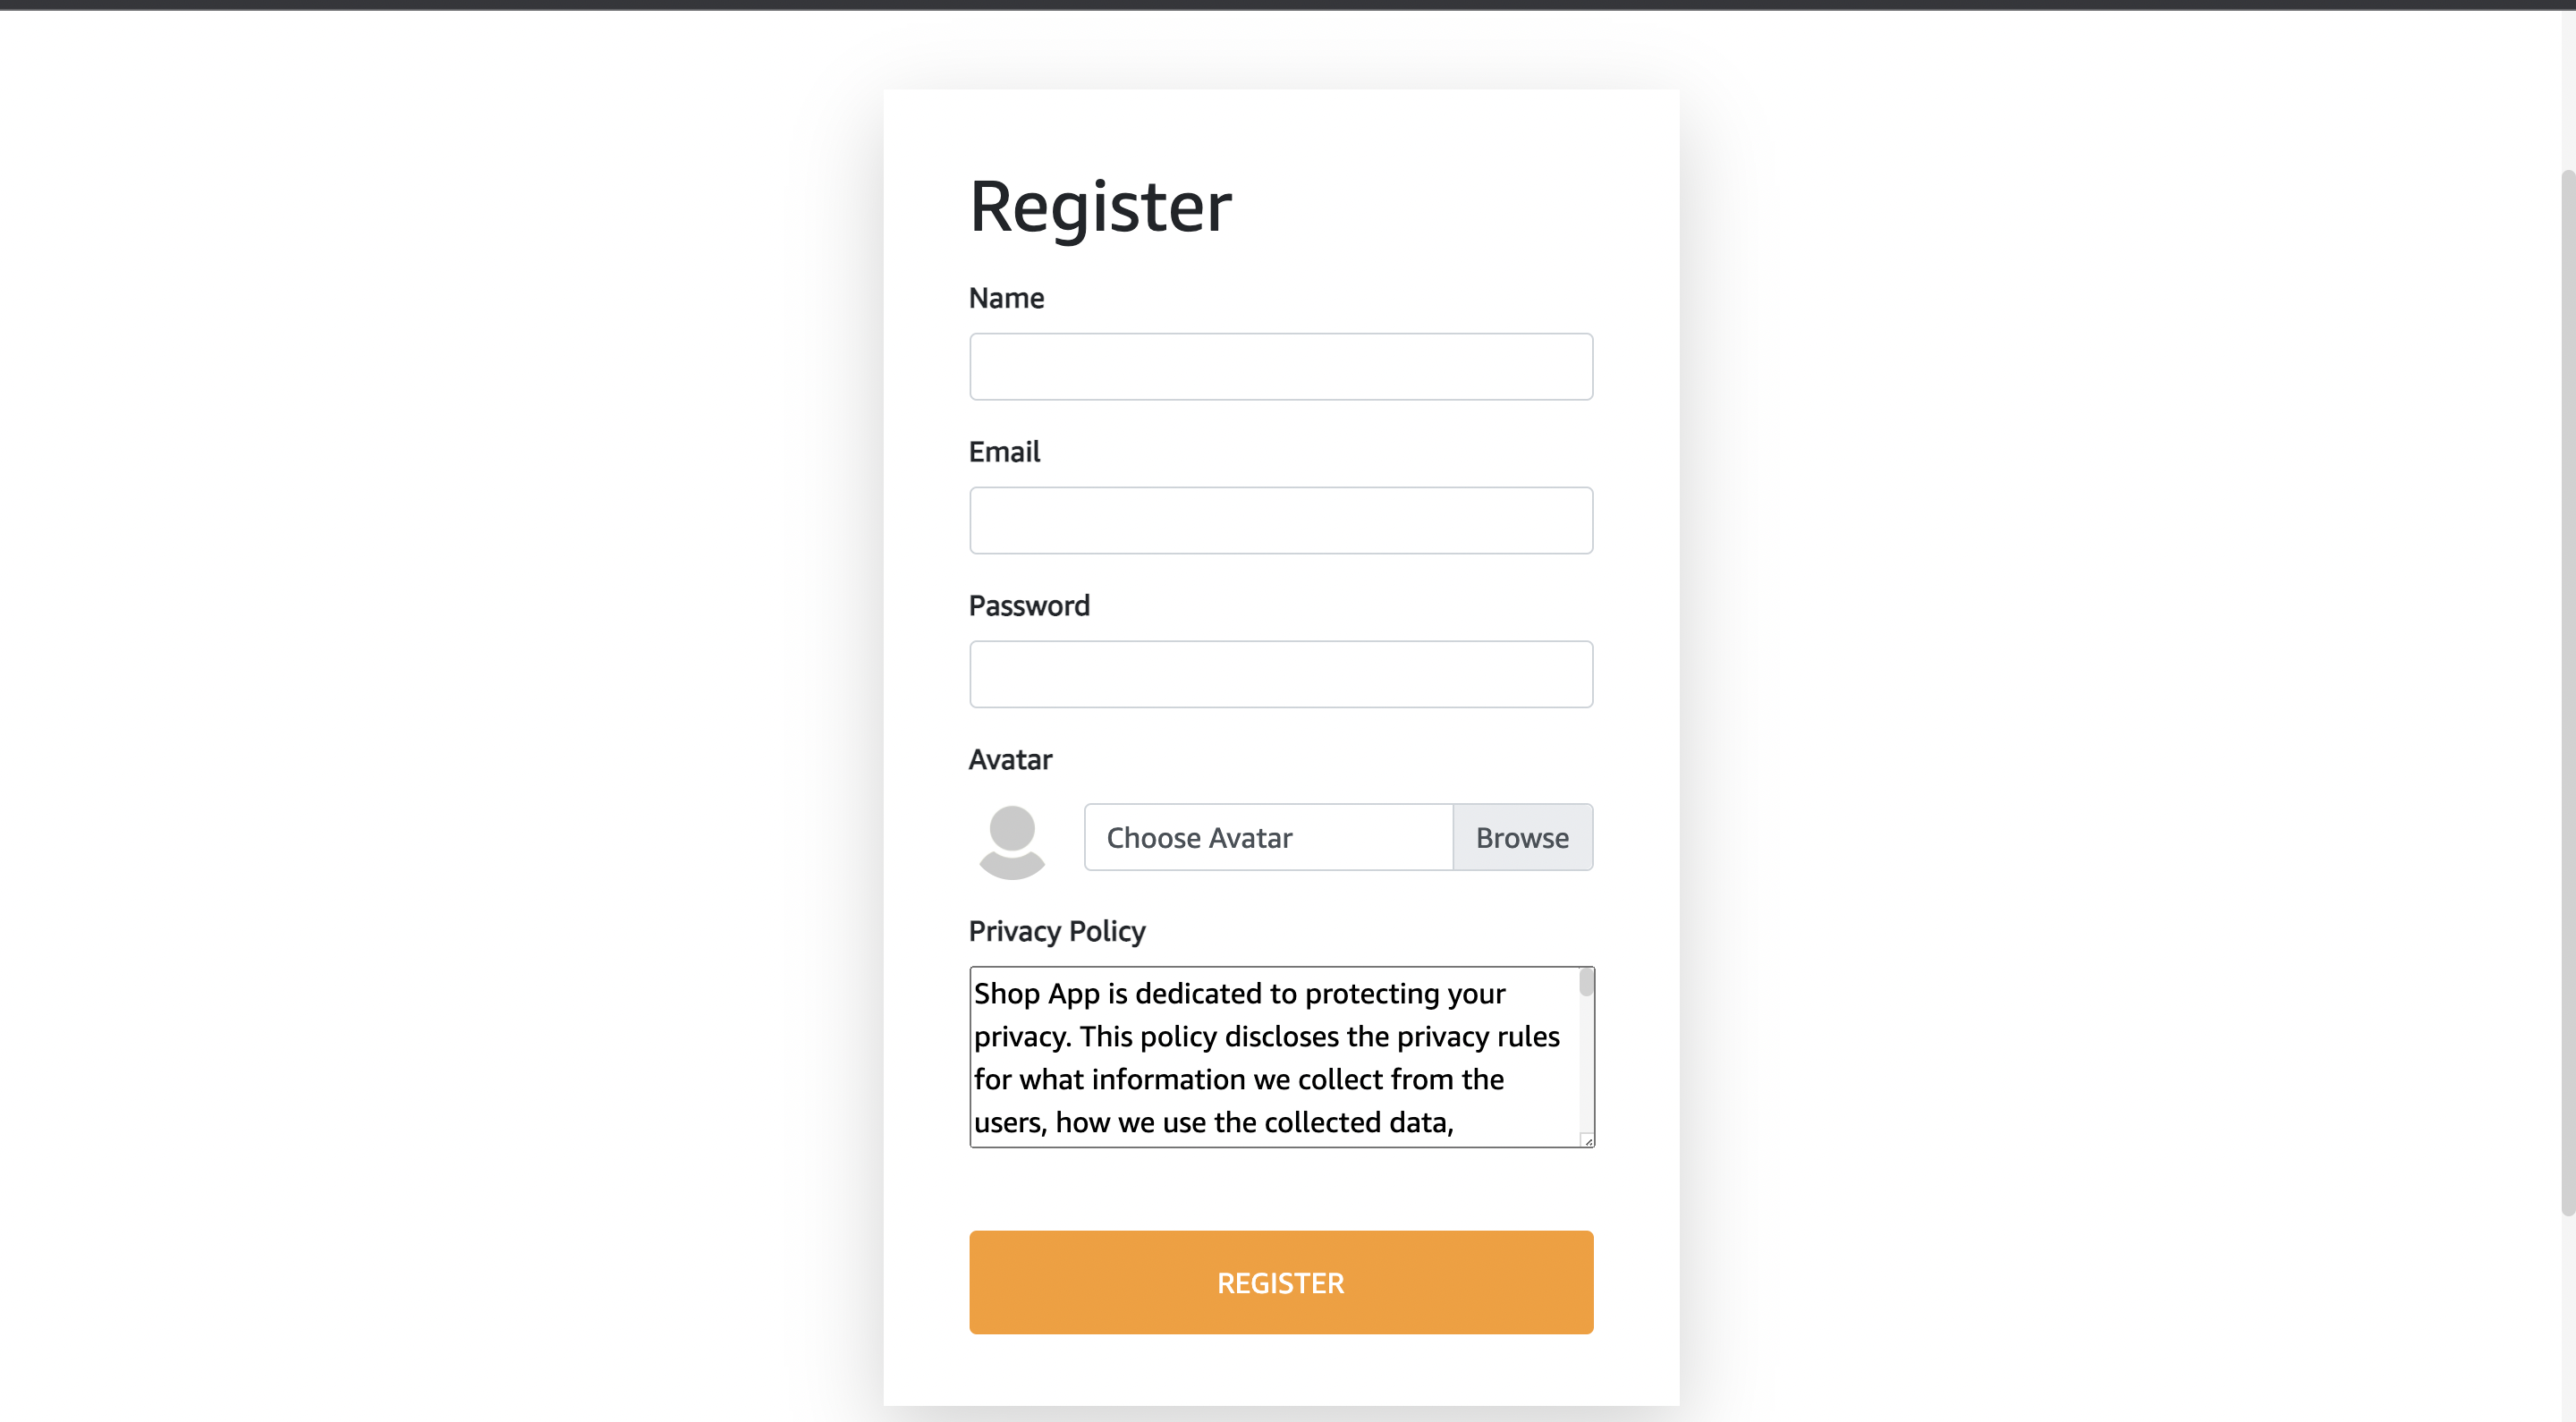 Register
Name
Email
Password
Avatar
Choose Avatar
Browse
Privacy Policy
Shop App is dedicated to protecting your
privacy. This policy discloses the privacy rules
for what information we collect from the
users, how we use the collected data,
REGISTER